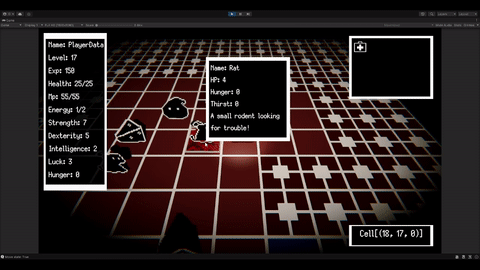 Name: PlayerData
Level: 17
Exp: 150
Health: 25/25
Mp: 55/55
Energy: 1/2
Strength: 7
Dexterity: 5
Intelligence: 2
Luck: 3
Hunger: 0
Name: Rat
HP: 4
Hunger: 0
Thirst: 0
A small rodent looking
for trouble!
Cell[(18, 17, 0)]